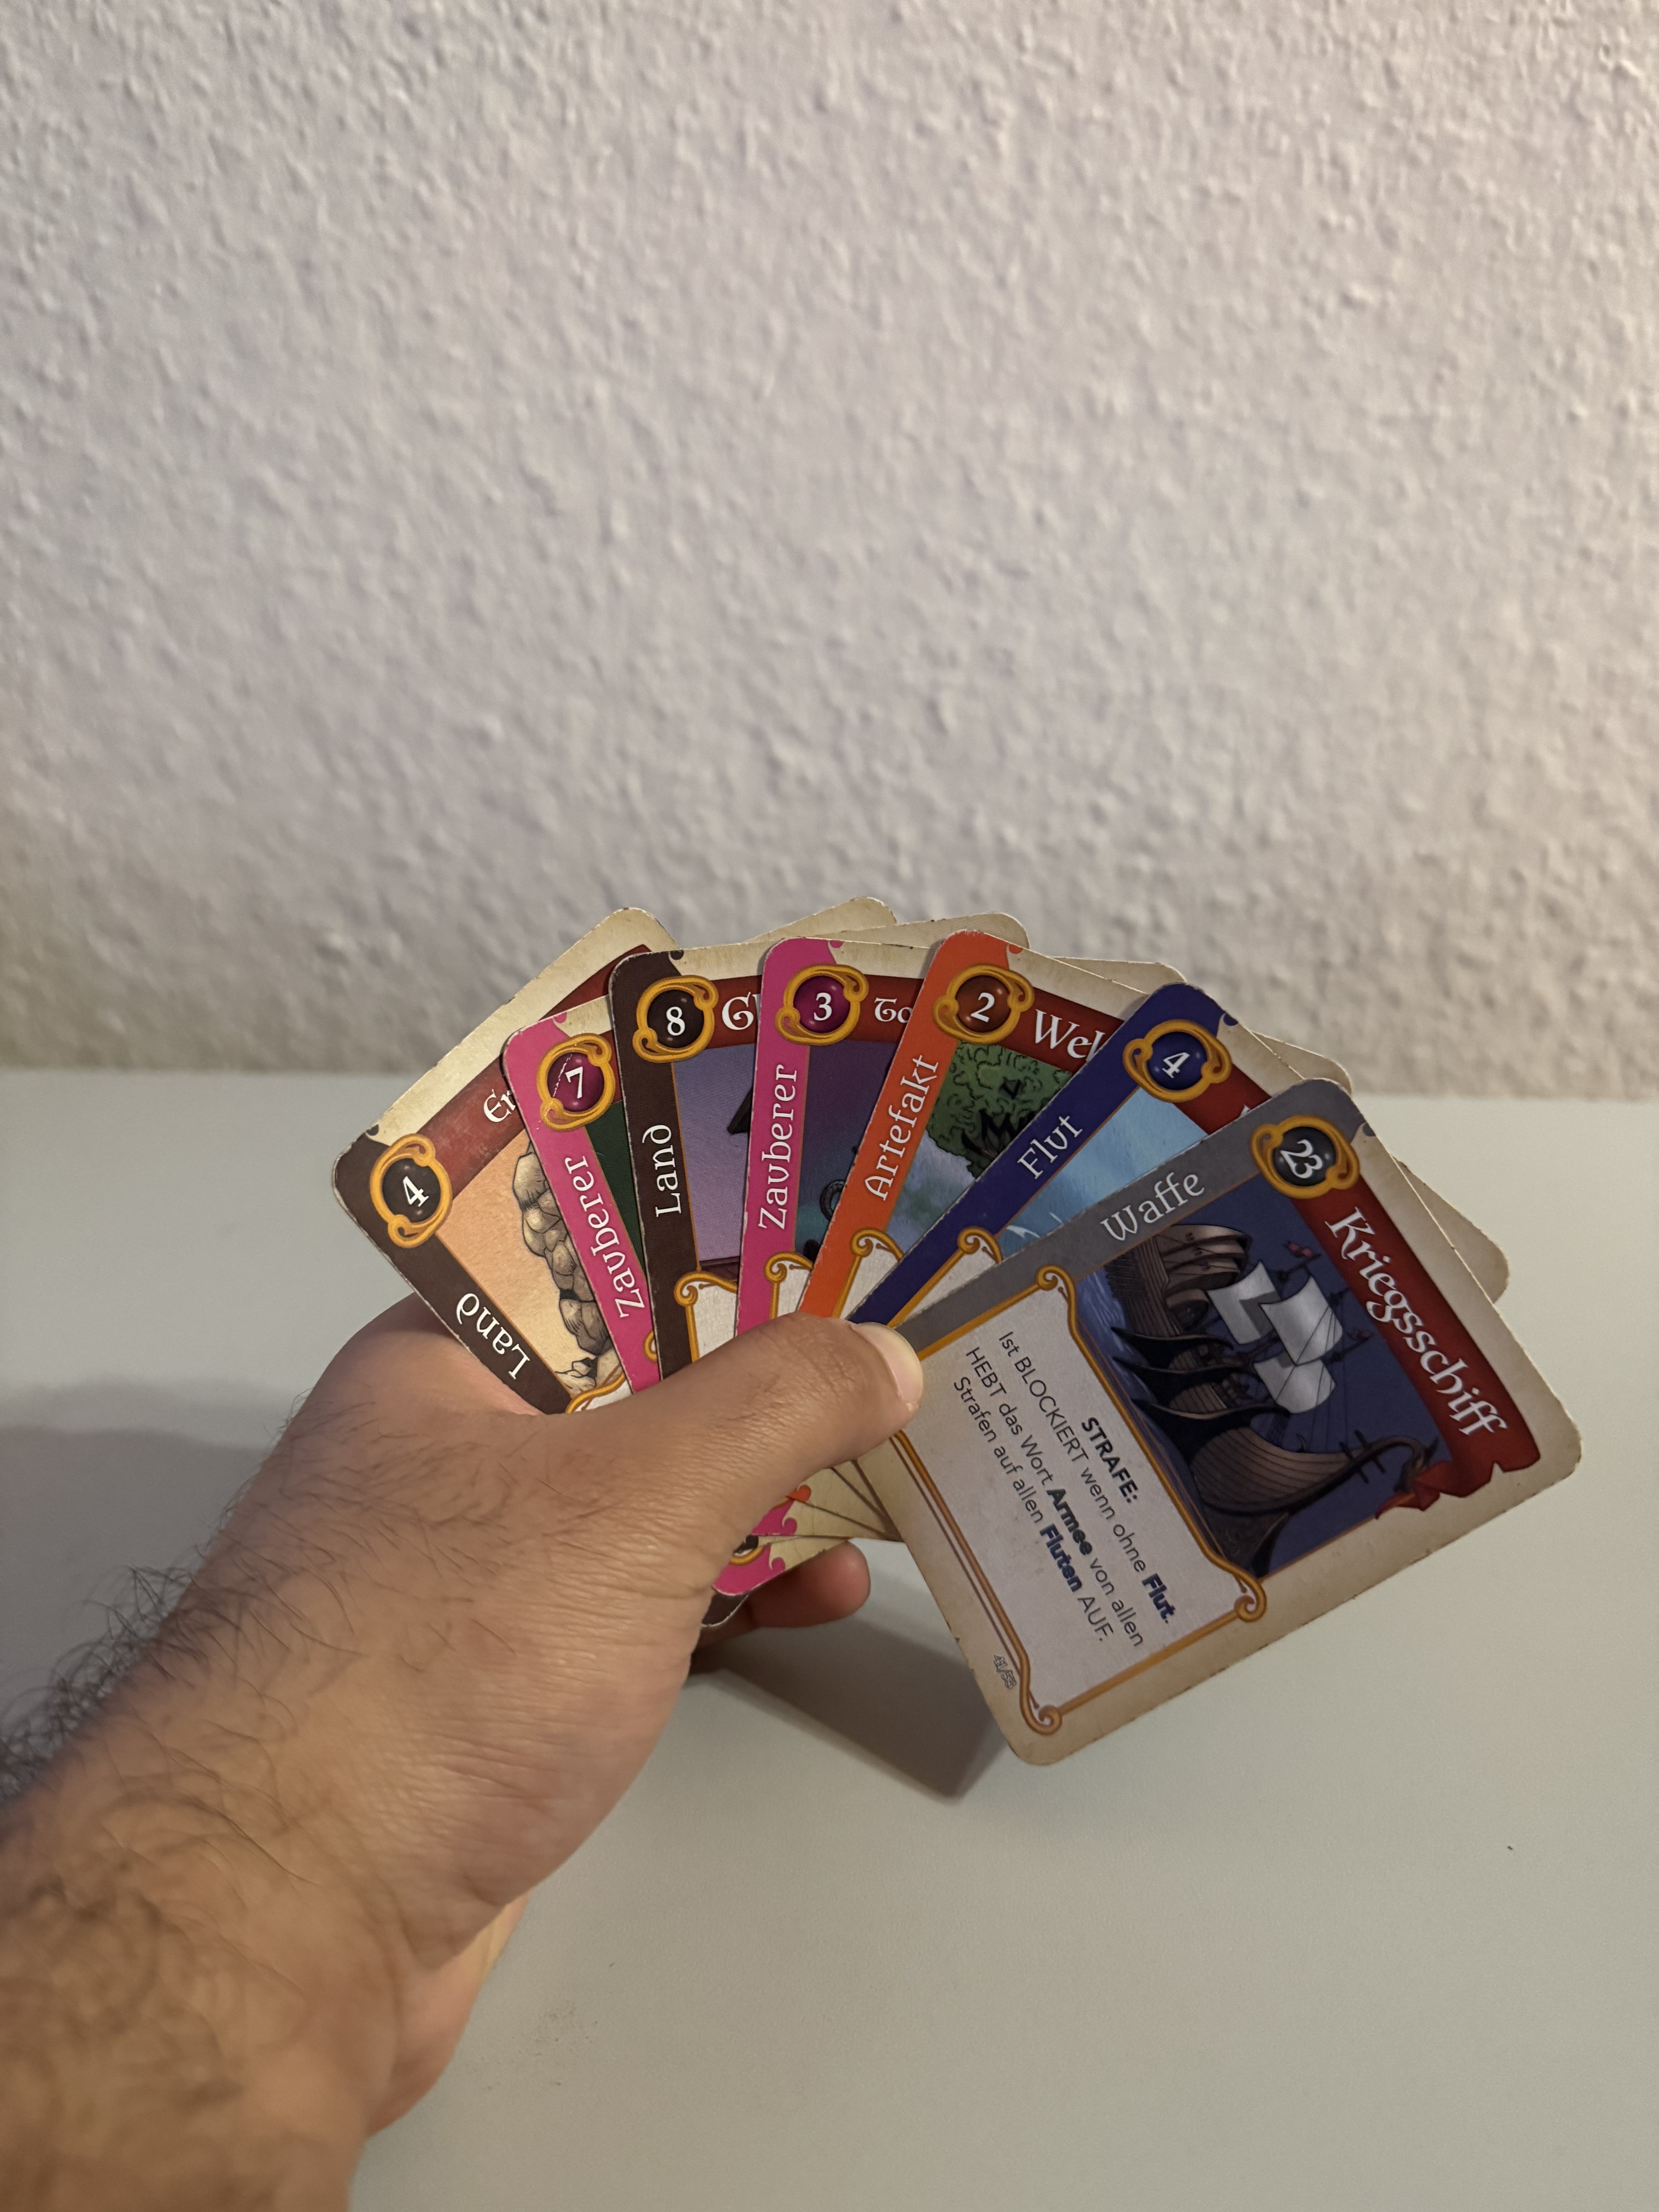 4
Land
7
Zauberer
8
Land
3
Zauberer
2
Artefakt
4
Flut
23
Waffe
Kriegsschiff
STRAFE:
Ist BLOCKIERT wenn ohne Flut.
HEBT das Wort Armee von allen
Strafen auf allen Fluten AUF.